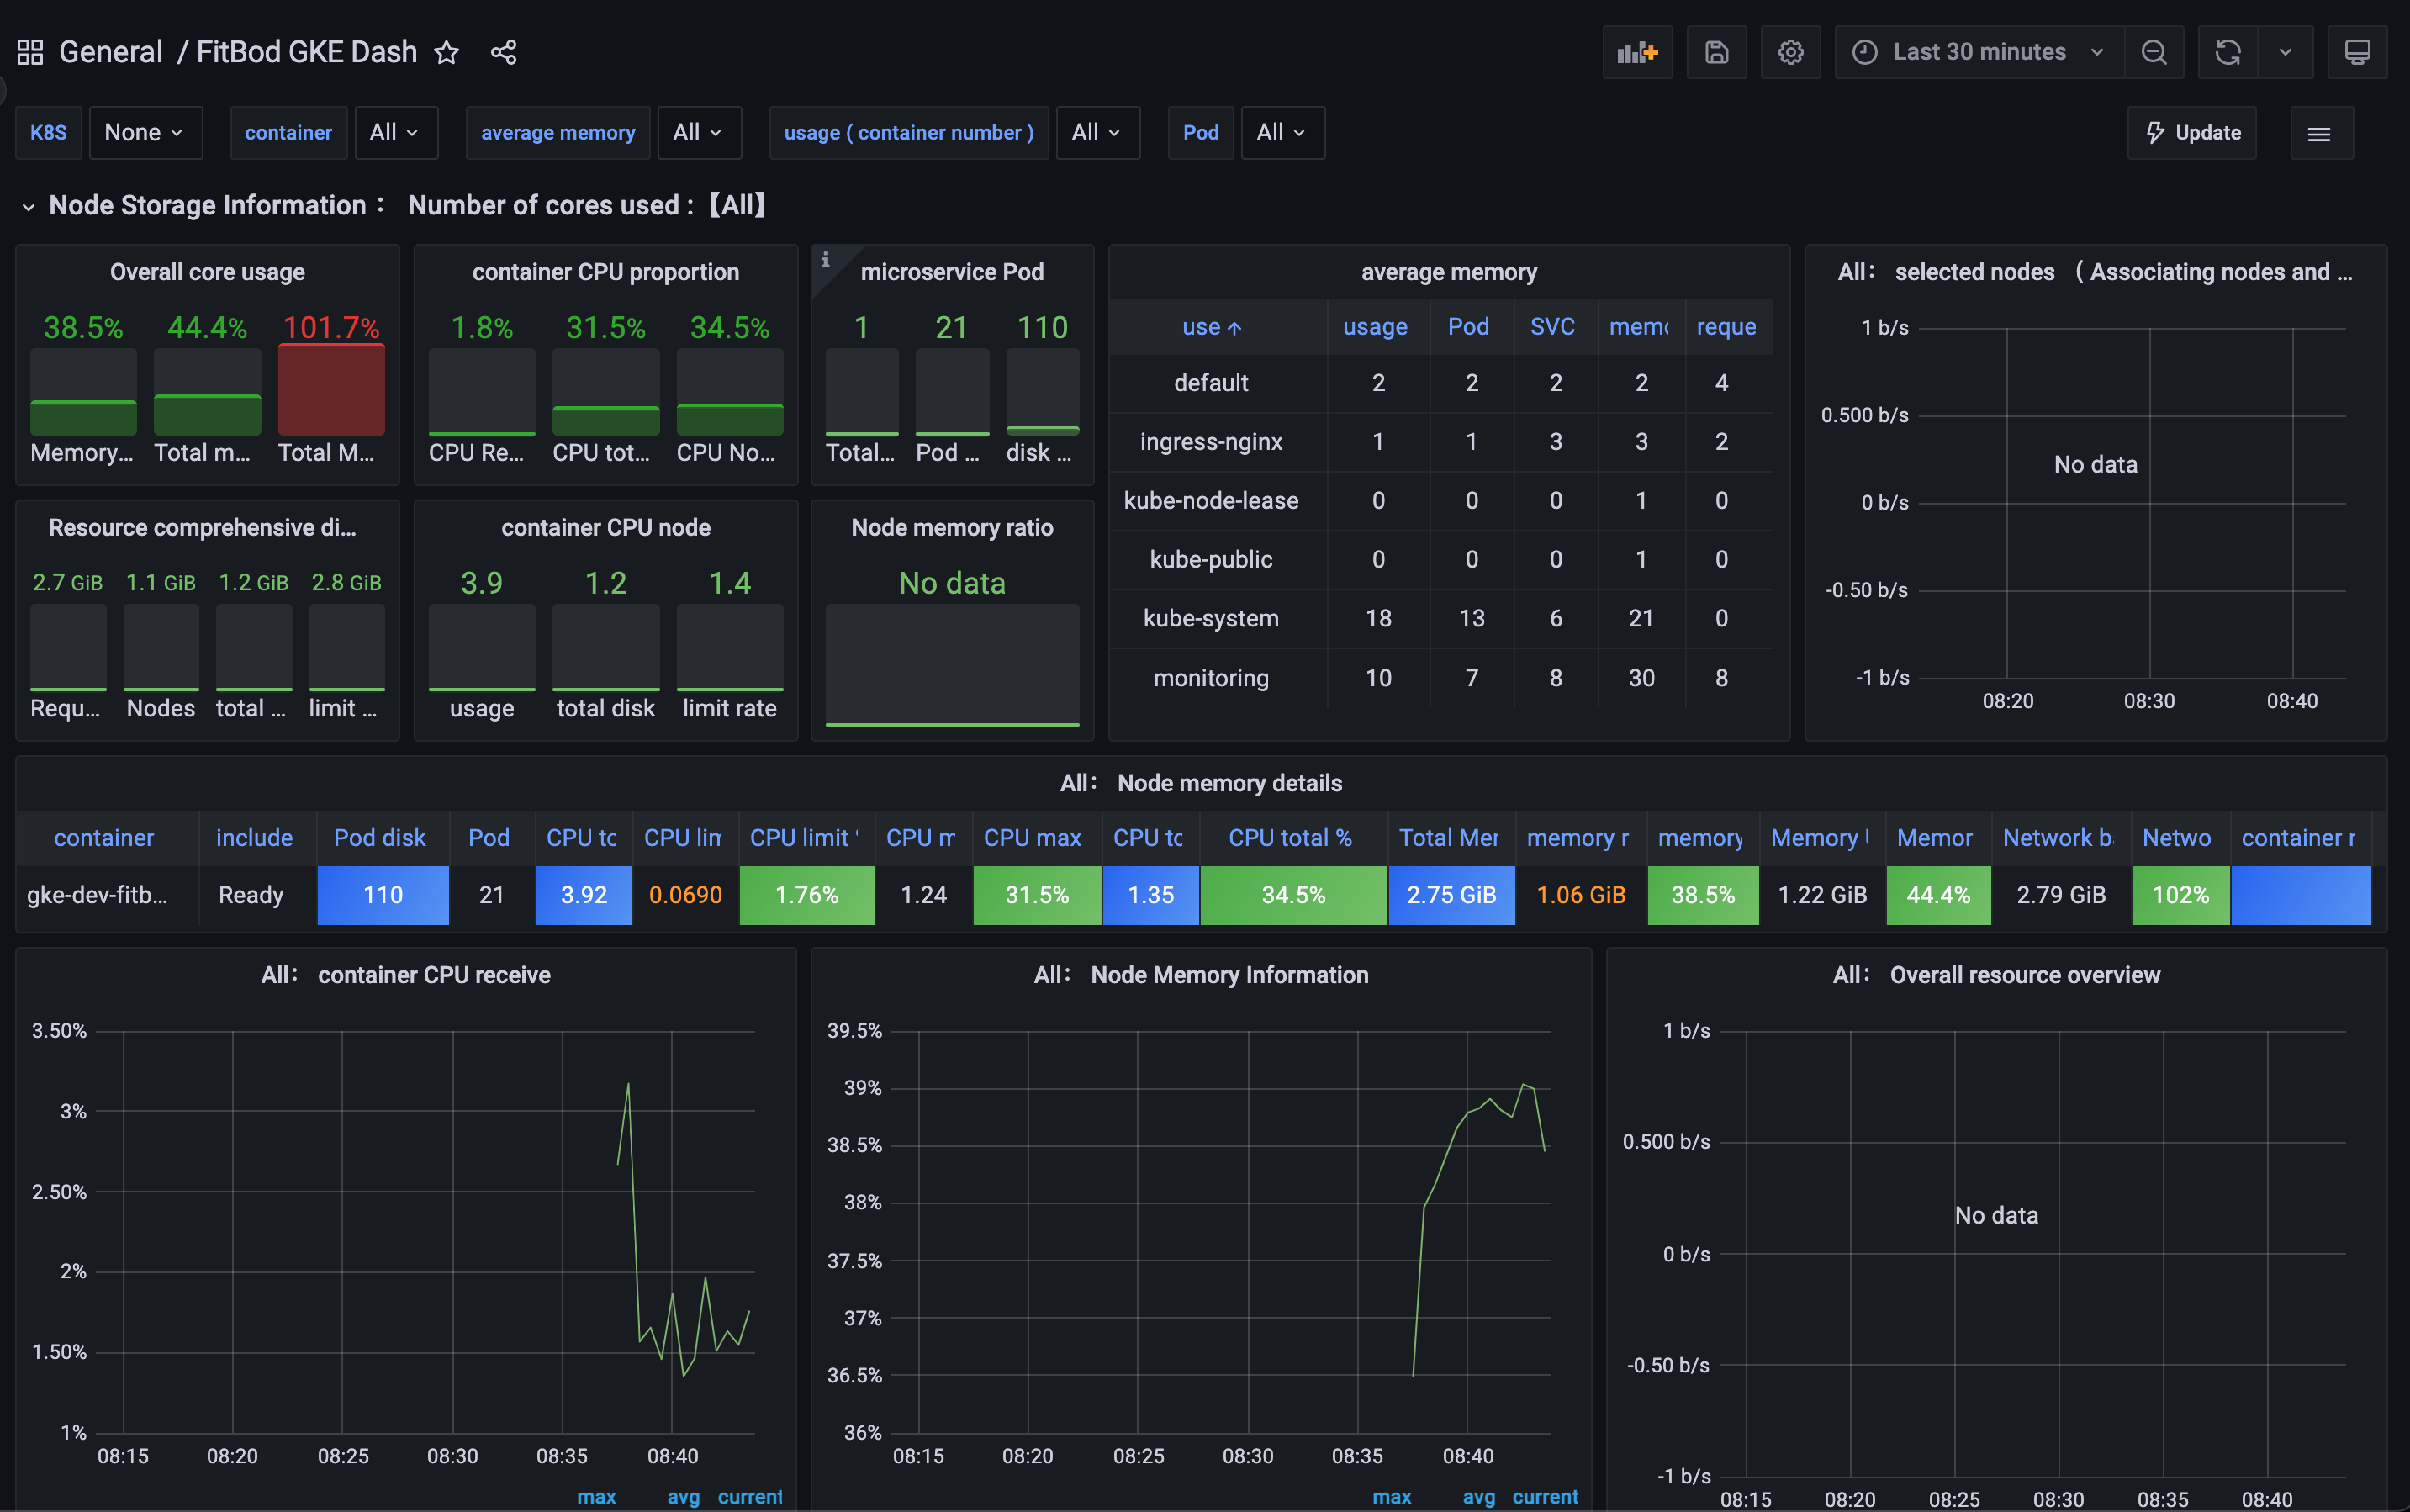 General / FitBod GKE Dash
Last 30 minutes
K8S None container All average memory All usage ( container number ) All Pod All Update
Node Storage Information： Number of cores used :【All】
Overall core usage
38.5% 44.4% 101.7%
Memory... Total m... Total M...
container CPU proportion
1.8% 31.5% 34.5%
CPU Re... CPU tot... CPU No...
i
microservice Pod
1 21 110
Total... Pod ... disk ...
average memory
use usage Pod SVC memo reque
default 2 2 2 2 4
ingress-nginx 1 1 3 3 2
kube-node-lease 0 0 0 1 0
kube-public 0 0 0 1 0
kube-system 18 13 6 21 0
monitoring 10 7 8 30 8
All： selected nodes （ Associating nodes and ...
1 b/s
0.500 b/s
No data
0 b/s
-0.50 b/s
-1 b/s
08:20 08:30 08:40
Resource comprehensive di...
2.7 GiB 1.1 GiB 1.2 GiB 2.8 GiB
Requ... Nodes total ... limit ...
container CPU node
3.9 1.2 1.4
usage total disk limit rate
Node memory ratio
No data
All： Node memory details
container include Pod disk Pod CPU to CPU lim CPU limit CPU m CPU max CPU to CPU total % Total Mer memory r memory Memory Memor Network b Netwo container r
gke-dev-fitb... Ready 110 21 3.92 0.0690 1.76% 1.24 31.5% 1.35 34.5% 2.75 GiB 1.06 GiB 38.5% 1.22 GiB 44.4% 2.79 GiB 102%
All： container CPU receive
3.50%
3%
2.50%
2%
1.50%
1%
08:15 08:20 08:25 08:30 08:35 08:40
max avg current
All： Node Memory Information
39.5%
39%
38.5%
38%
37.5%
37%
36.5%
36%
08:15 08:20 08:25 08:30 08:35 08:40
max avg current
All： Overall resource overview
1 b/s
0.500 b/s
No data
0 b/s
-0.50 b/s
-1 b/s
08:15 08:20 08:25 08:30 08:35 08:40